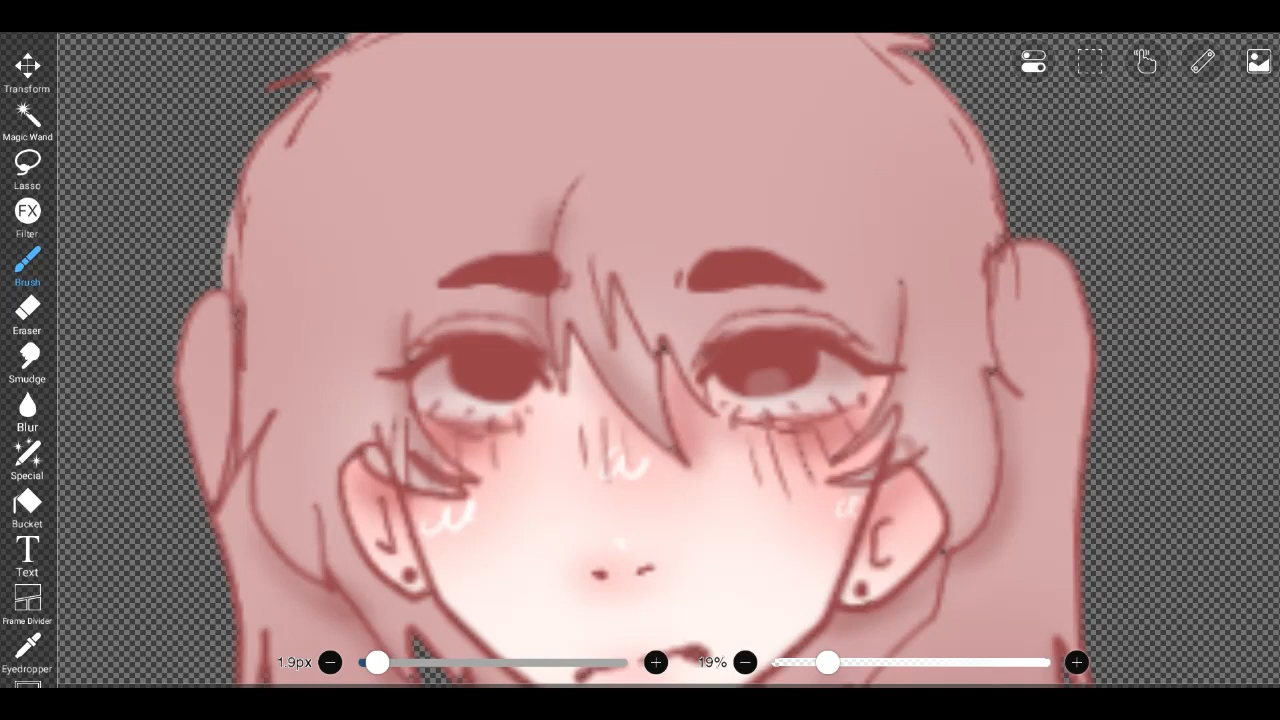 Transform
Magic Wand
Lasso
FX
Filter
Brush
Eraser
Smudge
Blur
Special
Bucket
T
Text
Frame Divider
Eyedropper
1.9px
19%